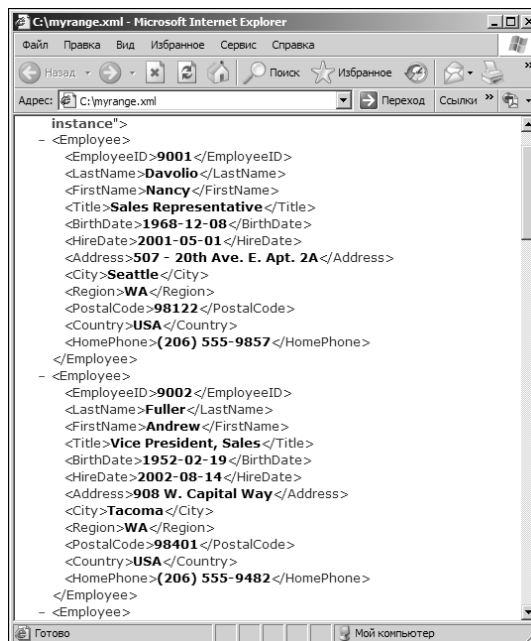 C:\myrange.xml - Microsoft Internet Explorer
Файл Правка Вид Избранное Сервис Справка
Назад Поиск Избранное »
Адрес: C:\myrange.xml Переход Ссылки »
instance">
– <Employee>
<EmployeeID>9001</EmployeeID>
<LastName>Davolio</LastName>
<FirstName>Nancy</FirstName>
<Title>Sales Representative</Title>
<BirthDate>1968-12-08</BirthDate>
<HireDate>2001-05-01</HireDate>
<Address>507 - 20th Ave. E. Apt. 2A</Address>
<City>Seattle</City>
<Region>WA</Region>
<PostalCode>98122</PostalCode>
<Country>USA</Country>
<HomePhone>(206) 555-9857</HomePhone>
</Employee>
– <Employee>
<EmployeeID>9002</EmployeeID>
<LastName>Fuller</LastName>
<FirstName>Andrew</FirstName>
<Title>Vice President, Sales</Title>
<BirthDate>1952-02-19</BirthDate>
<HireDate>2002-08-14</HireDate>
<Address>908 W. Capital Way</Address>
<City>Tacoma</City>
<Region>WA</Region>
<PostalCode>98401</PostalCode>
<Country>USA</Country>
<HomePhone>(206) 555-9482</HomePhone>
</Employee>
– <Employee>
Готово Мой компьютер